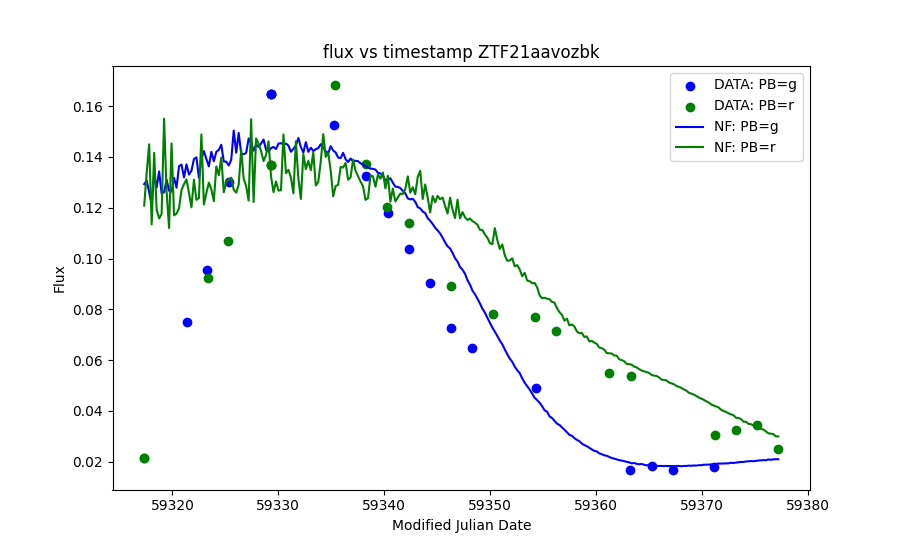 flux vs timestamp ZTF21aavozbk
DATA: PB=g
DATA: PB=r
NF: PB=g
NF: PB=r
0.16
0.14
0.12
0.10
0.08
0.06
0.04
0.02
Flux
59320
59330
59340
59350
59360
59370
59380
Modified Julian Date